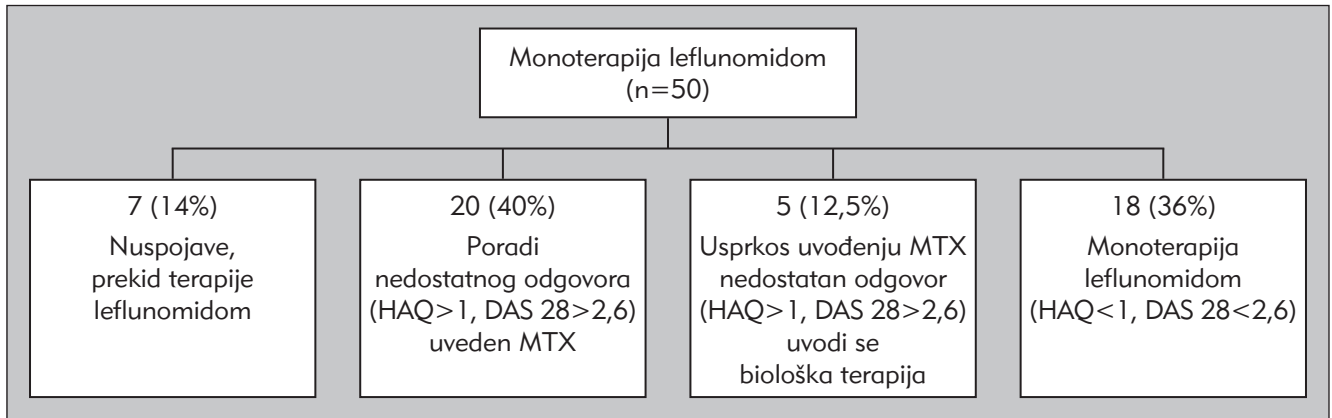 Monoterapija leflunomidom
(n=50)
7 (14%)
Nuspojave,
prekid terapije
leflunomidom
20 (40%)
Poradi
nedostatnog odgovora
(HAQ>1, DAS 28>2,6)
uveden MTX
5 (12,5%)
Usprkos uvođenju MTX
nedostatan odgovor
(HAQ>1, DAS 28>2,6)
uvodi se
biološka terapija
18 (36%)
Monoterapija
leflunomidom
(HAQ<1, DAS 28<2,6)